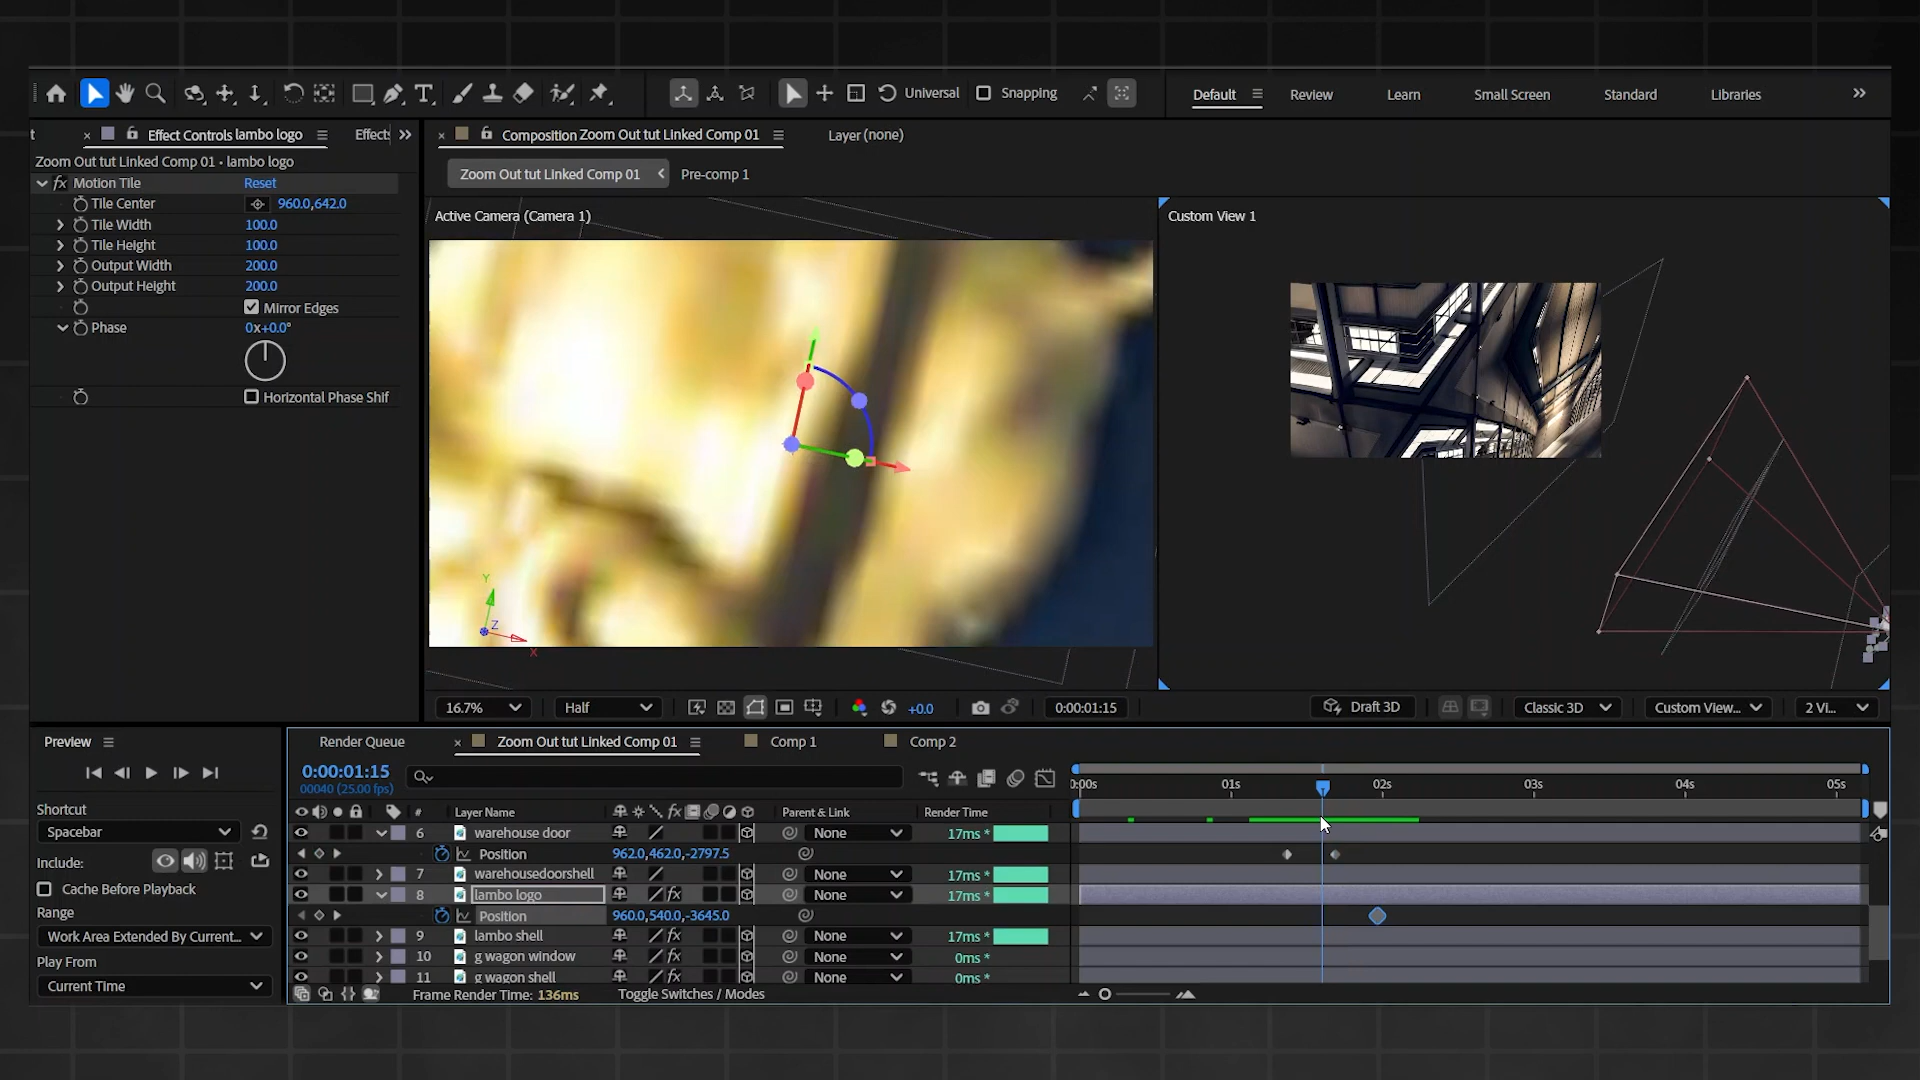 Universal
Snapping
Default
Review
Learn
Small Screen
Standard
Libraries
t
Effect Controls lambo logo
Effects
Composition Zoom Out tut Linked Comp 01
Layer (none)
Zoom Out tut Linked Comp 01 • lambo logo
Zoom Out tut Linked Comp 01
Pre-comp 1
fx Motion Tile
Reset
Tile Center
960.0,642.0
Tile Width
100.0
Tile Height
100.0
Output Width
200.0
Output Height
200.0
Mirror Edges
Phase
0x+0.0°
Horizontal Phase Shif
Active Camera (Camera 1)
Custom View 1
Y
Z
X
16.7%
Half
+0.0
0:00:01:15
Draft 3D
Classic 3D
Custom View...
2 Vi...
Preview
Render Queue
Zoom Out tut Linked Comp 01
Comp 1
Comp 2
0:00:01:15
00040 (25.00 fps)
0:00s
01s
02s
03s
04s
05s
Shortcut
Spacebar
Include:
Cache Before Playback
Range
Work Area Extended By Current...
Play From
Current Time
#
Layer Name
fx
Parent & Link
Render Time
6
warehouse door
None
17ms *
Position
962.0,462.0,-2797.5
7
warehousedoorshell
None
17ms *
8
lambo logo
fx
None
17ms *
Position
960.0,540.0,-3645.0
9
lambo shell
fx
None
17ms *
10
g wagon window
fx
None
0ms *
11
g wagon shell
fx
None
0ms *
Frame Render Time: 136ms
Toggle Switches / Modes